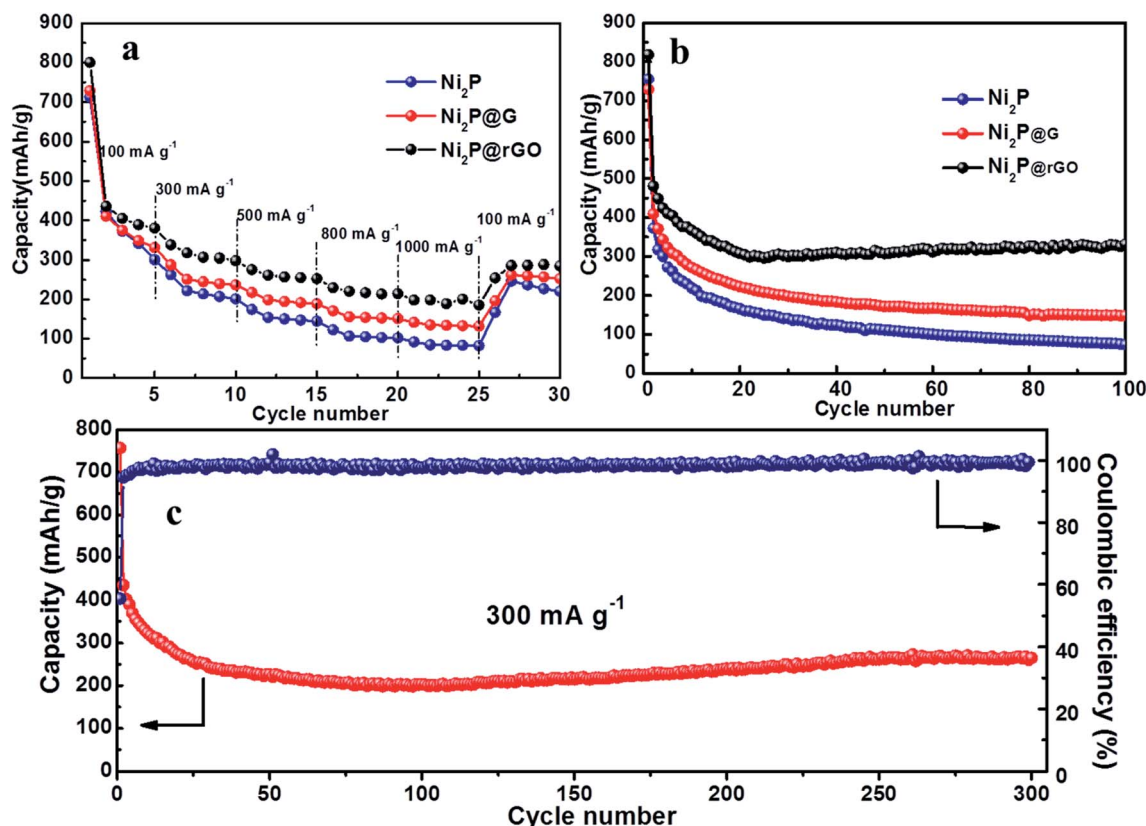 a
Capacity(mAh/g)
900
800
700
600
500
400
300
200
100
0
Ni₂P
Ni₂P@G
Ni₂P@rGO
100 mA g⁻¹
300 mA g⁻¹
500 mA g⁻¹
800 mA g⁻¹
1000 mA g⁻¹
100 mA g⁻¹
5 10 15 20 25 30
Cycle number
b
Capacity (mAh/g)
900
800
700
600
500
400
300
200
100
0
Ni₂P
Ni₂P@G
Ni₂P@rGO
0 20 40 60 80 100
Cycle number
c
Capacity (mAh/g)
800
700
600
500
400
300
200
100
0
300 mA g⁻¹
100
80
60
40
20
0
Coulombic efficiency (%)
0 50 100 150 200 250 300
Cycle number